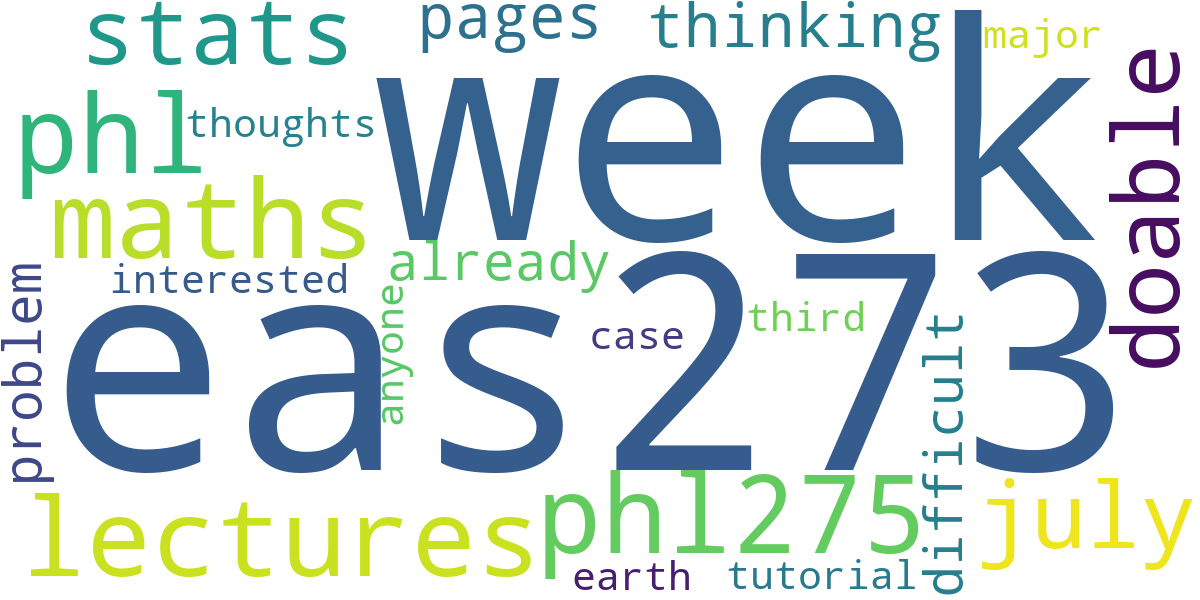 stats
pages
thinking
major
week
phl
thoughts
doable
maths
already
interested
eas273
anyone
case
third
problem
difficult
lectures
phl275
july
earth
tutorial